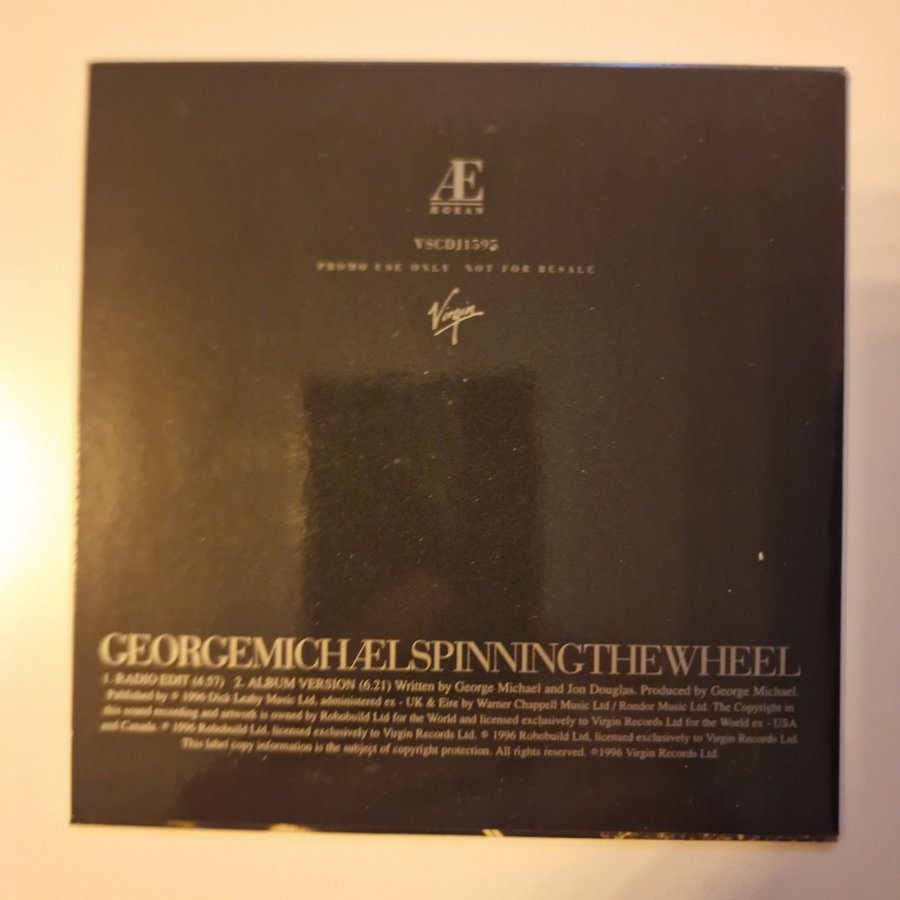 Æ
ÆGEAN
VSCDJ1595
PROMO USE ONLY NOT FOR RESALE
Virgin
GEORGEMICHÆLSPINNINGTHEWHEEL
1. RADIO EDIT (4.57) 2. ALBUM VERSION (6.21) Written by George Michael and Jon Douglas. Produced by George Michael.
Published by ℗ 1996 Dick Leahy Music Ltd, administered ex - UK & Eire by Warner Chappell Music Ltd / Rondor Music Ltd. The Copyright in
this sound recording and artwork is owned by Robobuild Ltd for the World and licensed exclusively to Virgin Records Ltd for the World ex - USA
and Canada. ℗ 1996 Robobuild Ltd, licensed exclusively to Virgin Records Ltd. © 1996 Robobuild Ltd, licensed exclusively to Virgin Records Ltd.
This label copy information is the subject of copyright protection. All rights reserved. ©1996 Virgin Records Ltd.